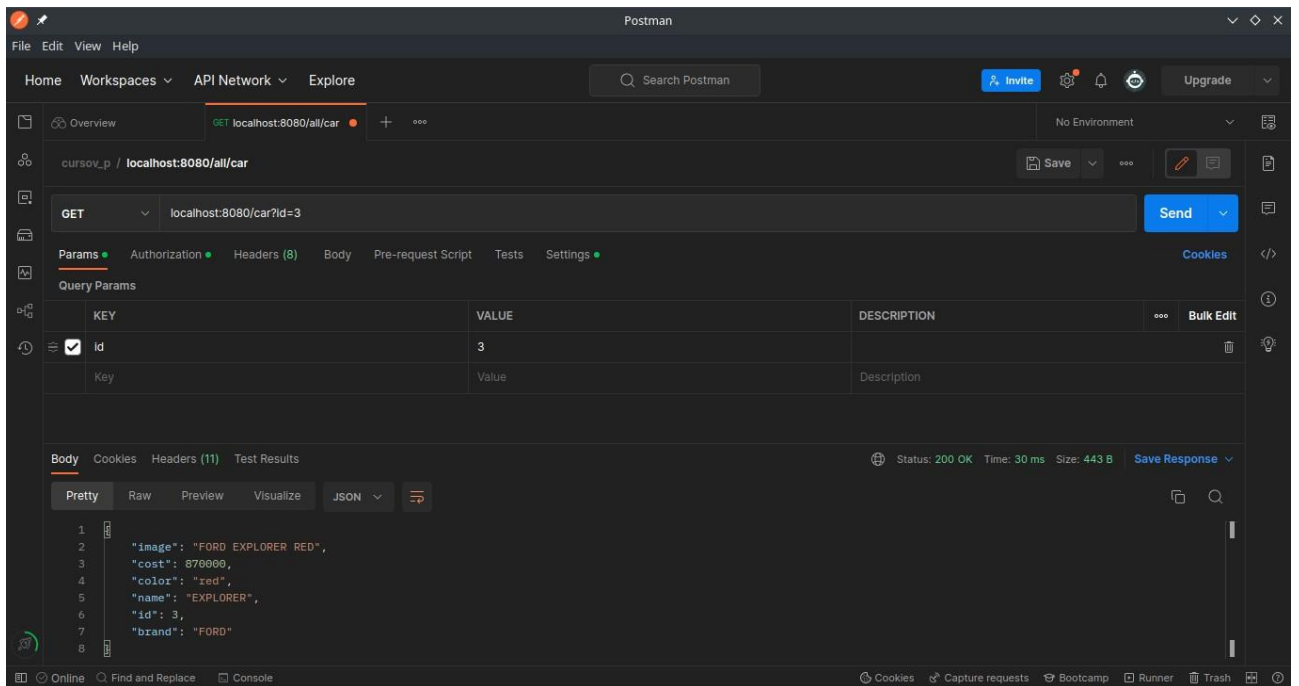 Postman
File Edit View Help
Home Workspaces API Network Explore Search Postman Invite Upgrade
Overview GET localhost:8080/all/car No Environment
cursov_p / localhost:8080/all/car Save
GET localhost:8080/car?id=3 Send
Params Authorization Headers (8) Body Pre-request Script Tests Settings Cookies
Query Params
KEY VALUE DESCRIPTION Bulk Edit
id 3
Key Value Description
Body Cookies Headers (11) Test Results Status: 200 OK Time: 30 ms Size: 443 B Save Response
Pretty Raw Preview Visualize JSON
1 {
2 "image": "FORD EXPLORER RED",
3 "cost": 870000,
4 "color": "red",
5 "name": "EXPLORER",
6 "id": 3,
7 "brand": "FORD"
8 }
Online Find and Replace Console Cookies Capture requests Bootcamp Runner Trash